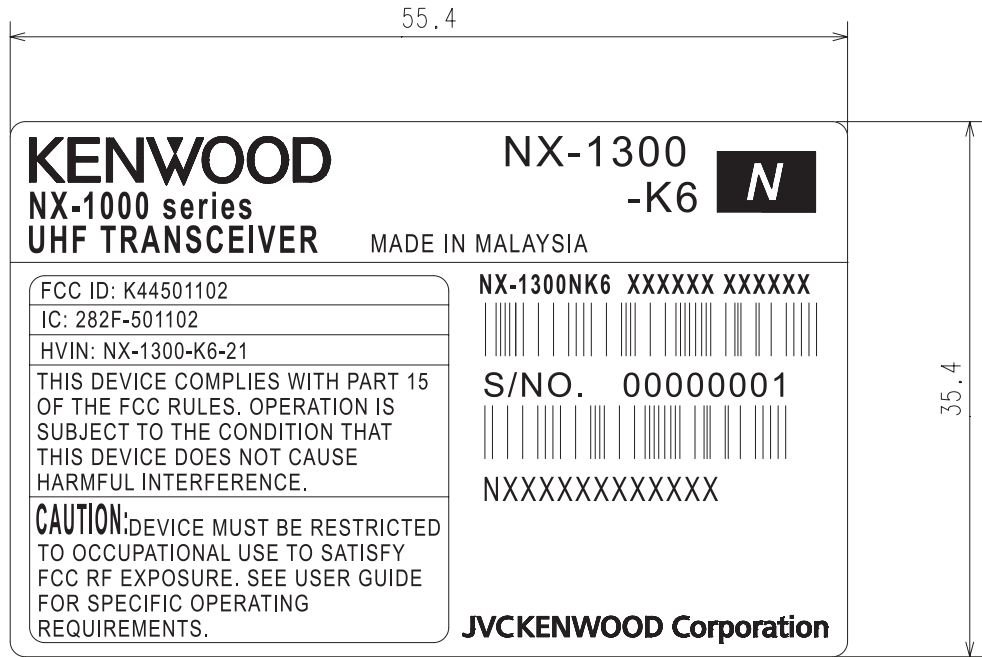 55.4
KENWOOD
NX-1000 series
UHF TRANSCEIVER
MADE IN MALAYSIA
NX-1300
-K6
N
FCC ID: K44501102
IC: 282F-501102
HVIN: NX-1300-K6-21
THIS DEVICE COMPLIES WITH PART 15
OF THE FCC RULES. OPERATION IS
SUBJECT TO THE CONDITION THAT
THIS DEVICE DOES NOT CAUSE
HARMFUL INTERFERENCE.
CAUTION:DEVICE MUST BE RESTRICTED
TO OCCUPATIONAL USE TO SATISFY
FCC RF EXPOSURE. SEE USER GUIDE
FOR SPECIFIC OPERATING
REQUIREMENTS.
NX-1300NK6 XXXXXX XXXXXX
S/NO. 00000001
NXXXXXXXXXXXX
JVCKENWOOD Corporation
35.4